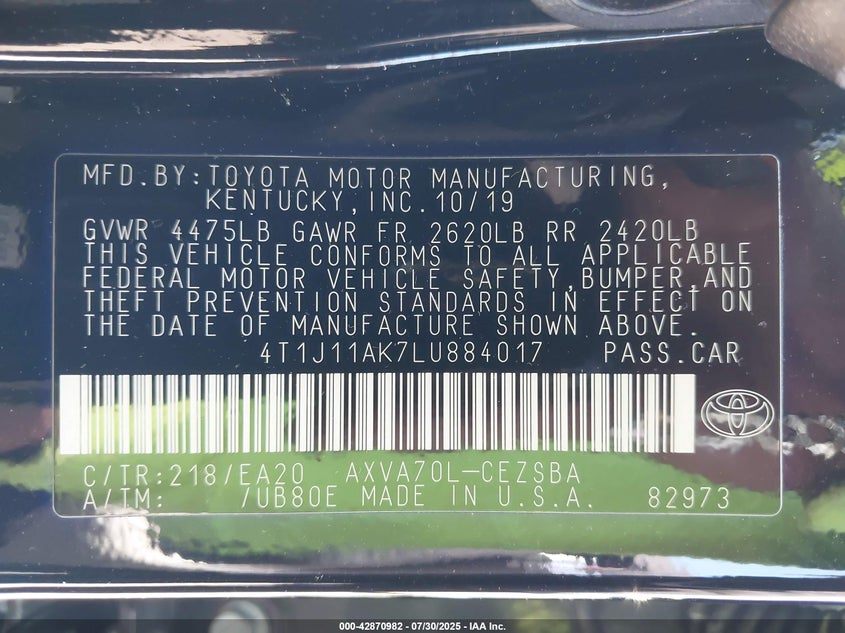 MFD.BY:TOYOTA MOTOR MANUFACTURING,
KENTUCKY,INC.10/19
GVWR 4475LB GAWR FR 2620LB RR 2420LB
THIS VEHICLE CONFORMS TO ALL APPLICABLE
FEDERAL MOTOR VEHICLE SAFETY,BUMPER,AND
THEFT PREVENTION STANDARDS IN EFFECT ON
THE DATE OF MANUFACTURE SHOWN ABOVE.
4T1J11AK7LU884017 PASS.CAR
C/TR:218/EA20 AXVA70L-CEZSBA
A/TM: /UB80E MADE IN U.S.A. 82973
000-42870982 - 07/30/2025 - IAA Inc.